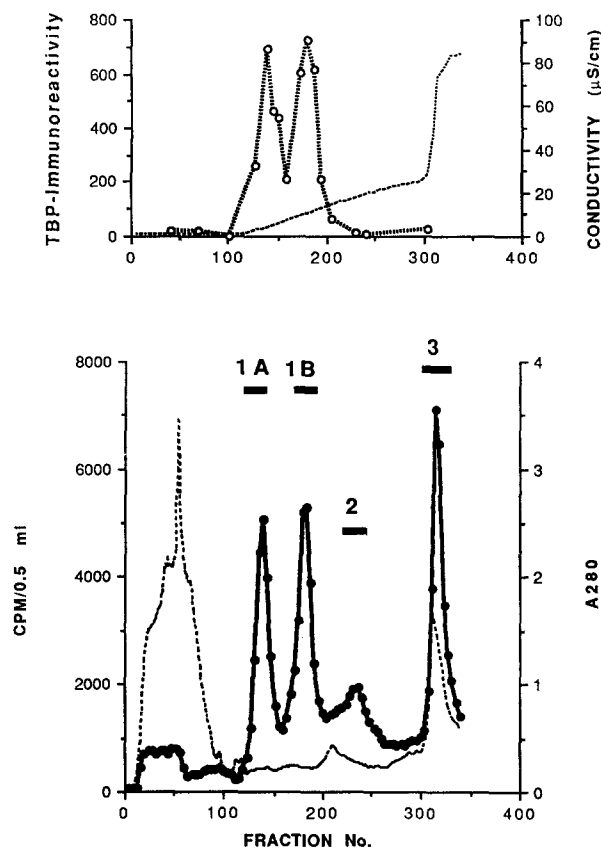 TBP-Immunoreactivity
800
600
400
200
0
100
80
60
40
20
0
CONDUCTIVITY (µS/cm)
0 100 200 300 400
CPM/0.5 ml
8000
6000
4000
2000
0
1A
1B
2
3
4
3
2
1
0
A280
0 100 200 300 400
FRACTION No.